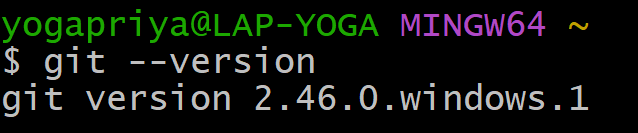 yogapriya@LAP-YOGA MINGW64 ~
$ git --version
git version 2.46.0.windows.1